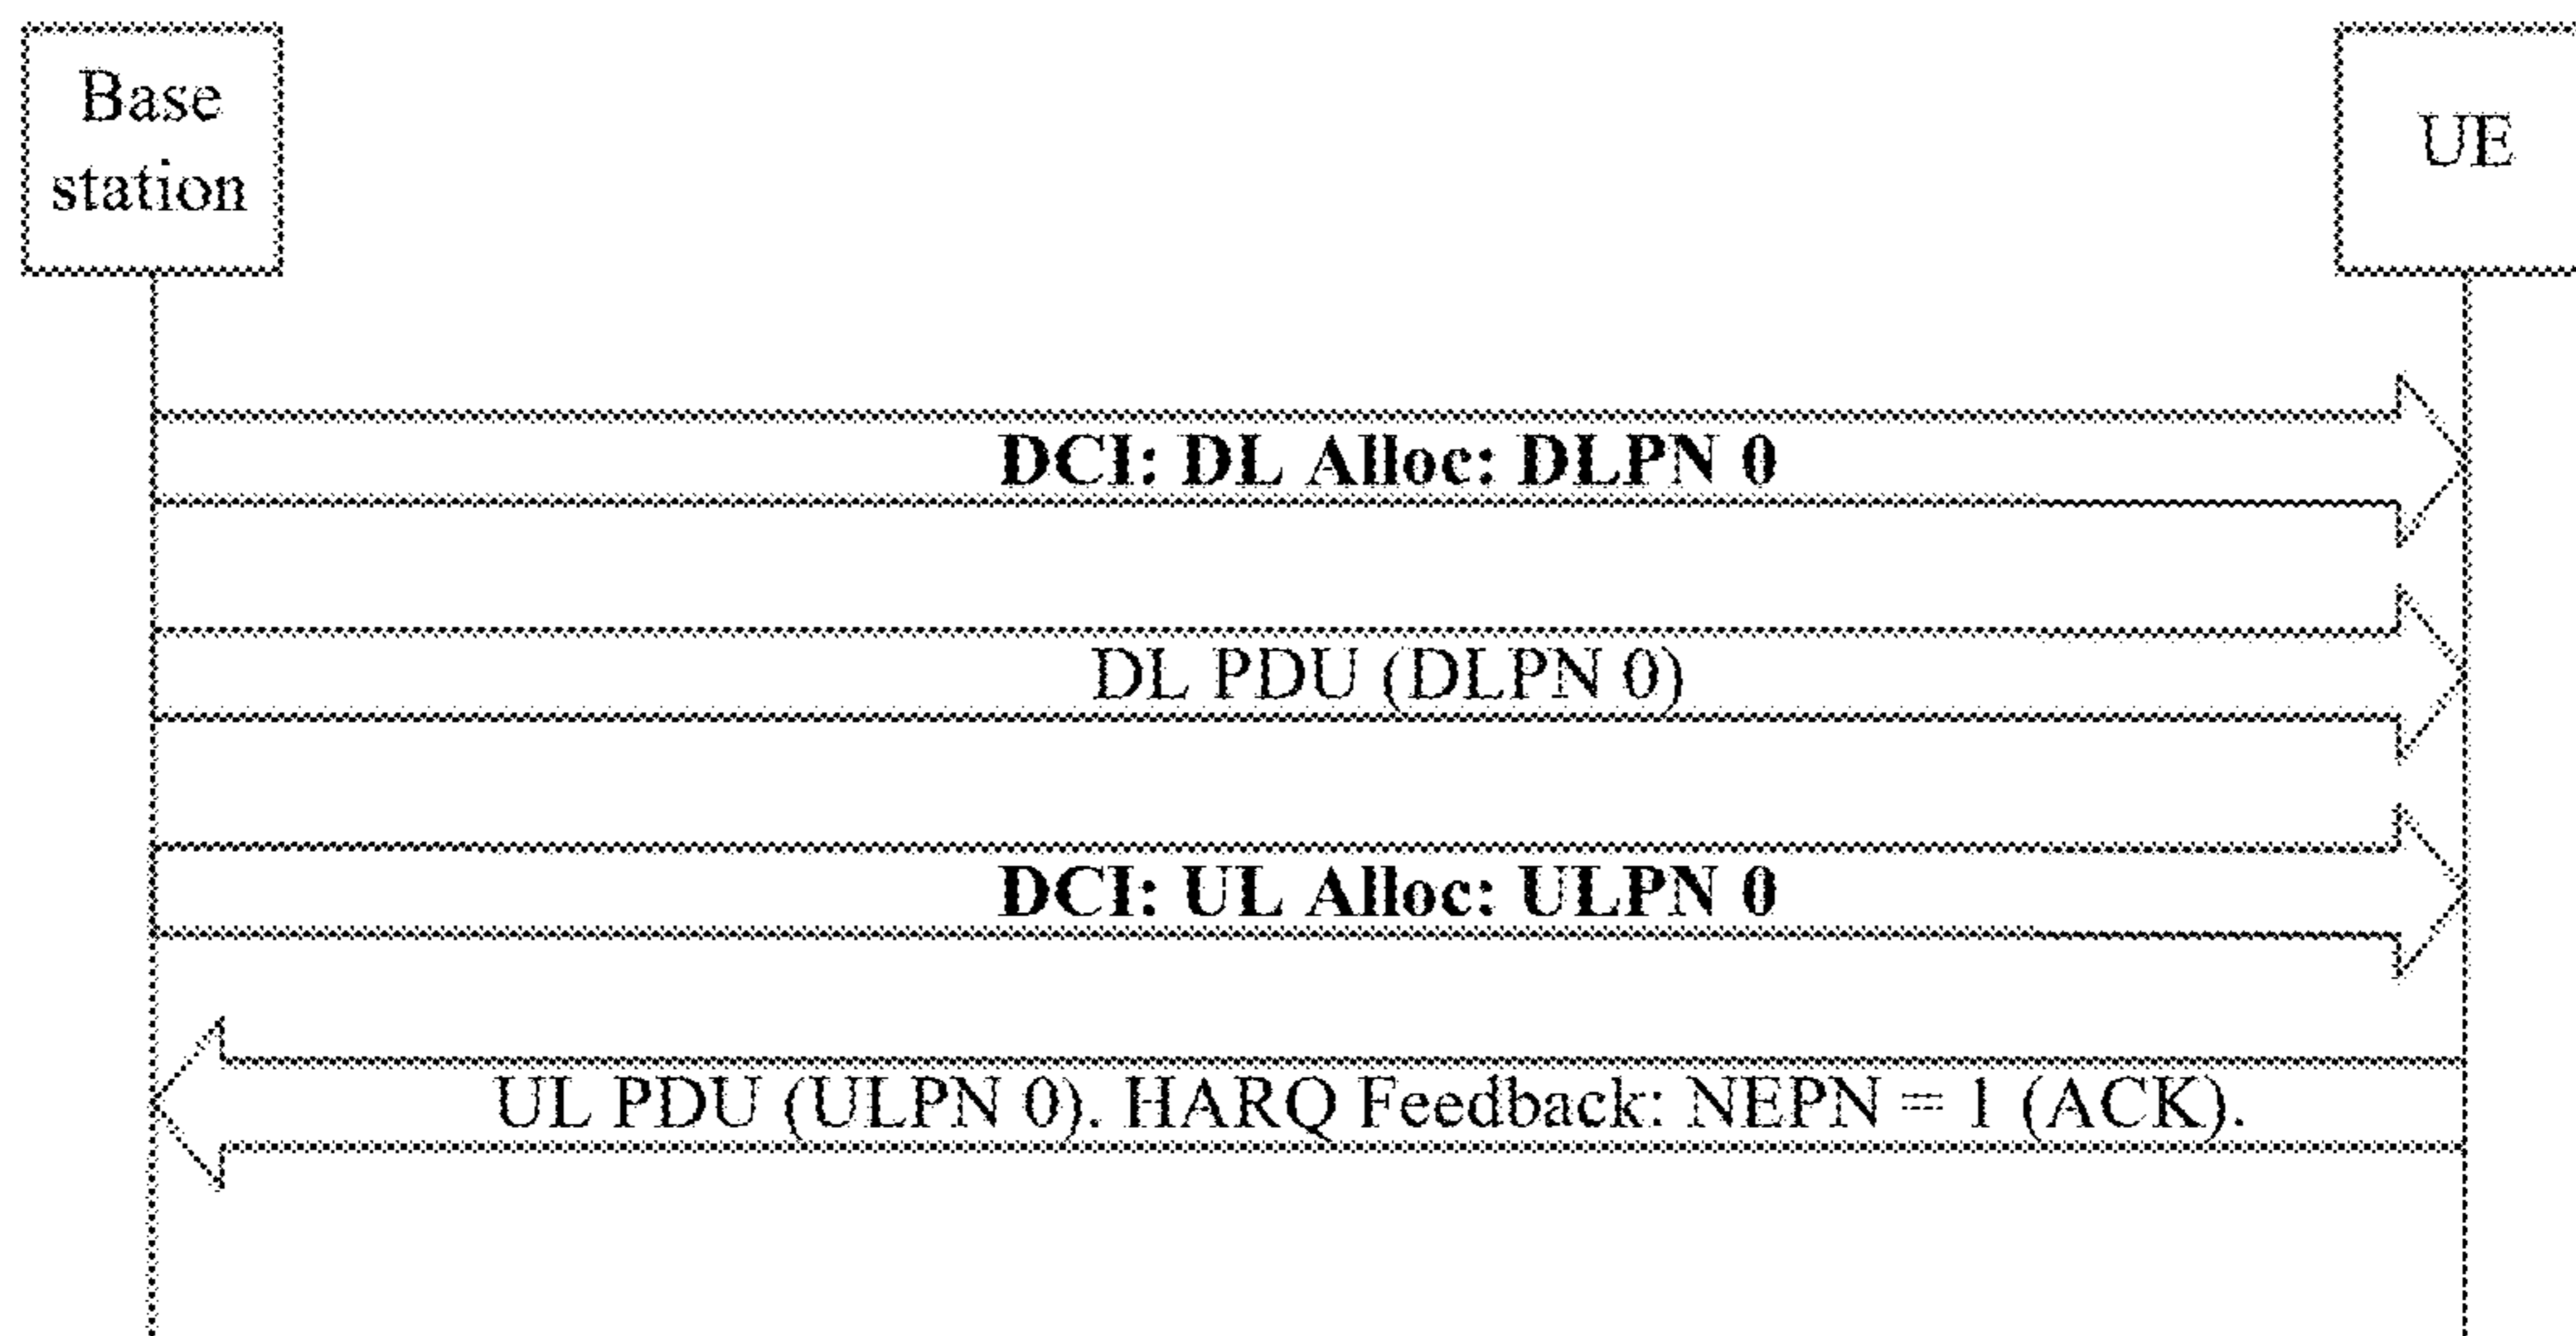 Base
station
UE
DCI: DL Alloc: DLPN 0
DL PDU (DLPN 0)
DCI: UL Alloc: ULPN 0
UL PDU (ULPN 0). HARQ Feedback: NEPN = 1 (ACK).